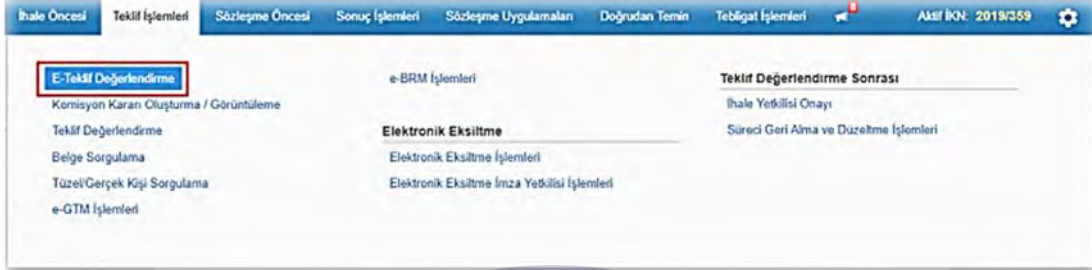 İhale Öncesi Teklif İşlemleri Sözleşme Öncesi Sonuç İşlemleri Sözleşme Uygulamaları Doğrudan Temin Tebligat İşlemleri Aktif İKN: 2019/359
E-Teklif Değerlendirme
Komisyon Kararı Oluşturma / Görüntüleme
Teklif Değerlendirme
Belge Sorgulama
Tüzel/Gerçek Kişi Sorgulama
e-GTM İşlemleri
e-BRM İşlemleri
Elektronik Eksiltme
Elektronik Eksiltme İşlemleri
Elektronik Eksiltme İmza Yetkilisi İşlemleri
Teklif Değerlendirme Sonrası
İhale Yetkilisi Onayı
Süreci Geri Alma ve Düzeltme İşlemleri